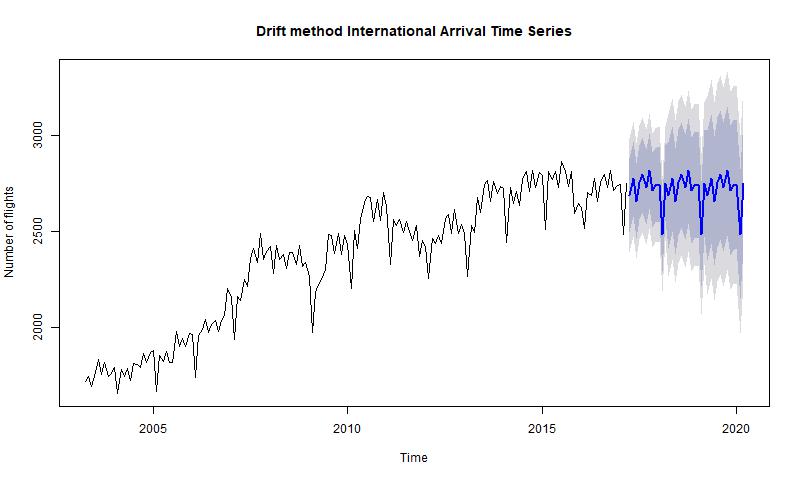 Drift method International Arrival Time Series
Number of flights
3000
2500
2000
2005 2010 2015 2020
Time